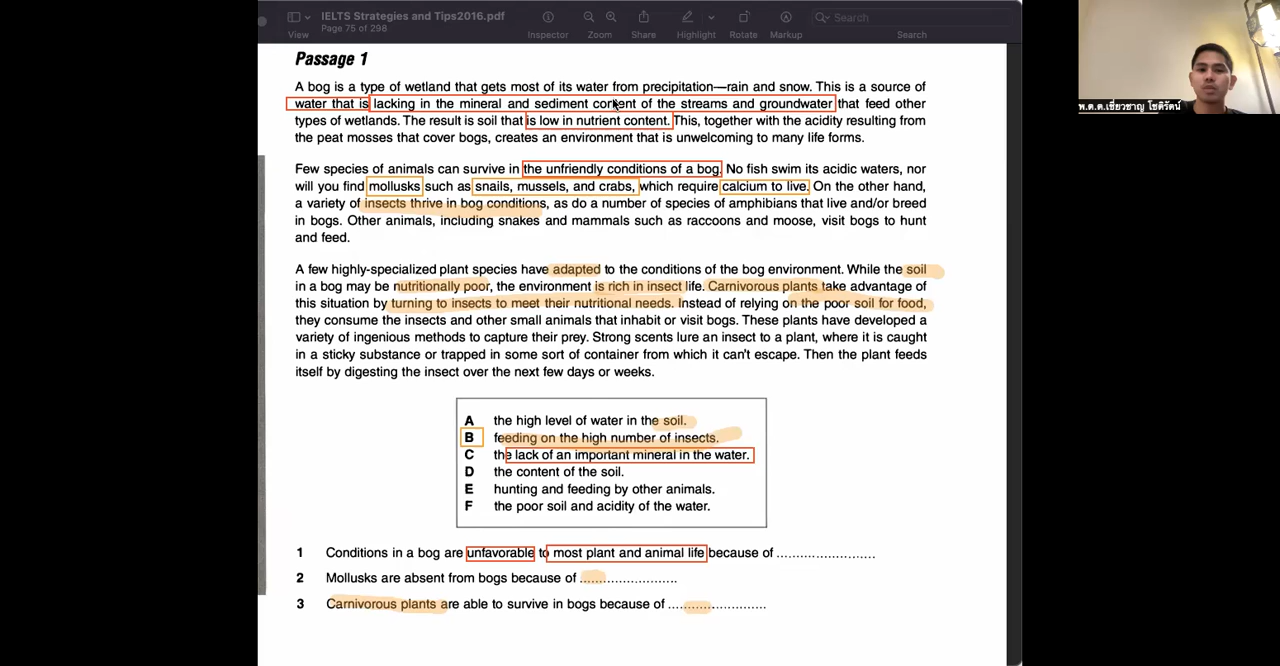 IELTS Strategies and Tips2016.pdf
Page 75 of 298
View
Inspector
Zoom
Share
Highlight
Rotate
Markup
Search
Search
พ.ต.ต.เชี่ยวชาญ โชติรัตน์
Passage 1
A bog is a type of wetland that gets most of its water from precipitation—rain and snow. This is a source of
water that is lacking in the mineral and sediment content of the streams and groundwater that feed other
types of wetlands. The result is soil that is low in nutrient content. This, together with the acidity resulting from
the peat mosses that cover bogs, creates an environment that is unwelcoming to many life forms.
Few species of animals can survive in the unfriendly conditions of a bog. No fish swim its acidic waters, nor
will you find mollusks such as snails, mussels, and crabs, which require calcium to live. On the other hand,
a variety of insects thrive in bog conditions, as do a number of species of amphibians that live and/or breed
in bogs. Other animals, including snakes and mammals such as raccoons and moose, visit bogs to hunt
and feed.
A few highly-specialized plant species have adapted to the conditions of the bog environment. While the soil
in a bog may be nutritionally poor, the environment is rich in insect life. Carnivorous plants take advantage of
this situation by turning to insects to meet their nutritional needs. Instead of relying on the poor soil for food,
they consume the insects and other small animals that inhabit or visit bogs. These plants have developed a
variety of ingenious methods to capture their prey. Strong scents lure an insect to a plant, where it is caught
in a sticky substance or trapped in some sort of container from which it can't escape. Then the plant feeds
itself by digesting the insect over the next few days or weeks.
A the high level of water in the soil.
B feeding on the high number of insects.
C the lack of an important mineral in the water.
D the content of the soil.
E hunting and feeding by other animals.
F the poor soil and acidity of the water.
1 Conditions in a bog are unfavorable to most plant and animal life because of ........................
2 Mollusks are absent from bogs because of ........................
3 Carnivorous plants are able to survive in bogs because of ........................